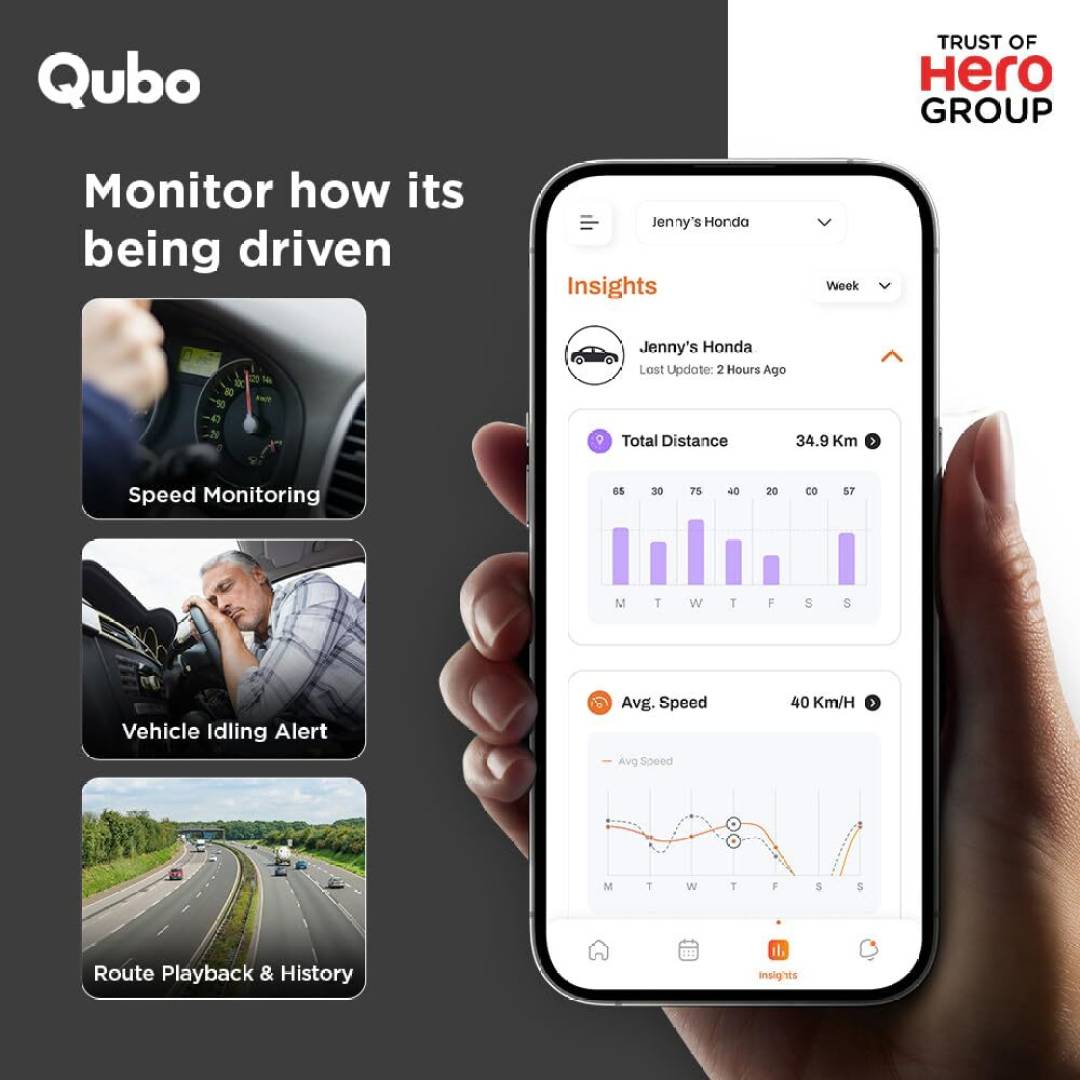 Qubo
TRUST OF
Hero
GROUP
Monitor how its
being driven
Speed Monitoring
Vehicle Idling Alert
Route Playback & History
Jenny's Honda
Insights
Week
Jenny's Honda
Last Update: 2 Hours Ago
Total Distance 34.9 Km
65 30 75 40 20 00 57
M T W T F S S
Avg. Speed 40 Km/H
Avg Speed
M T W T F S S
Insights